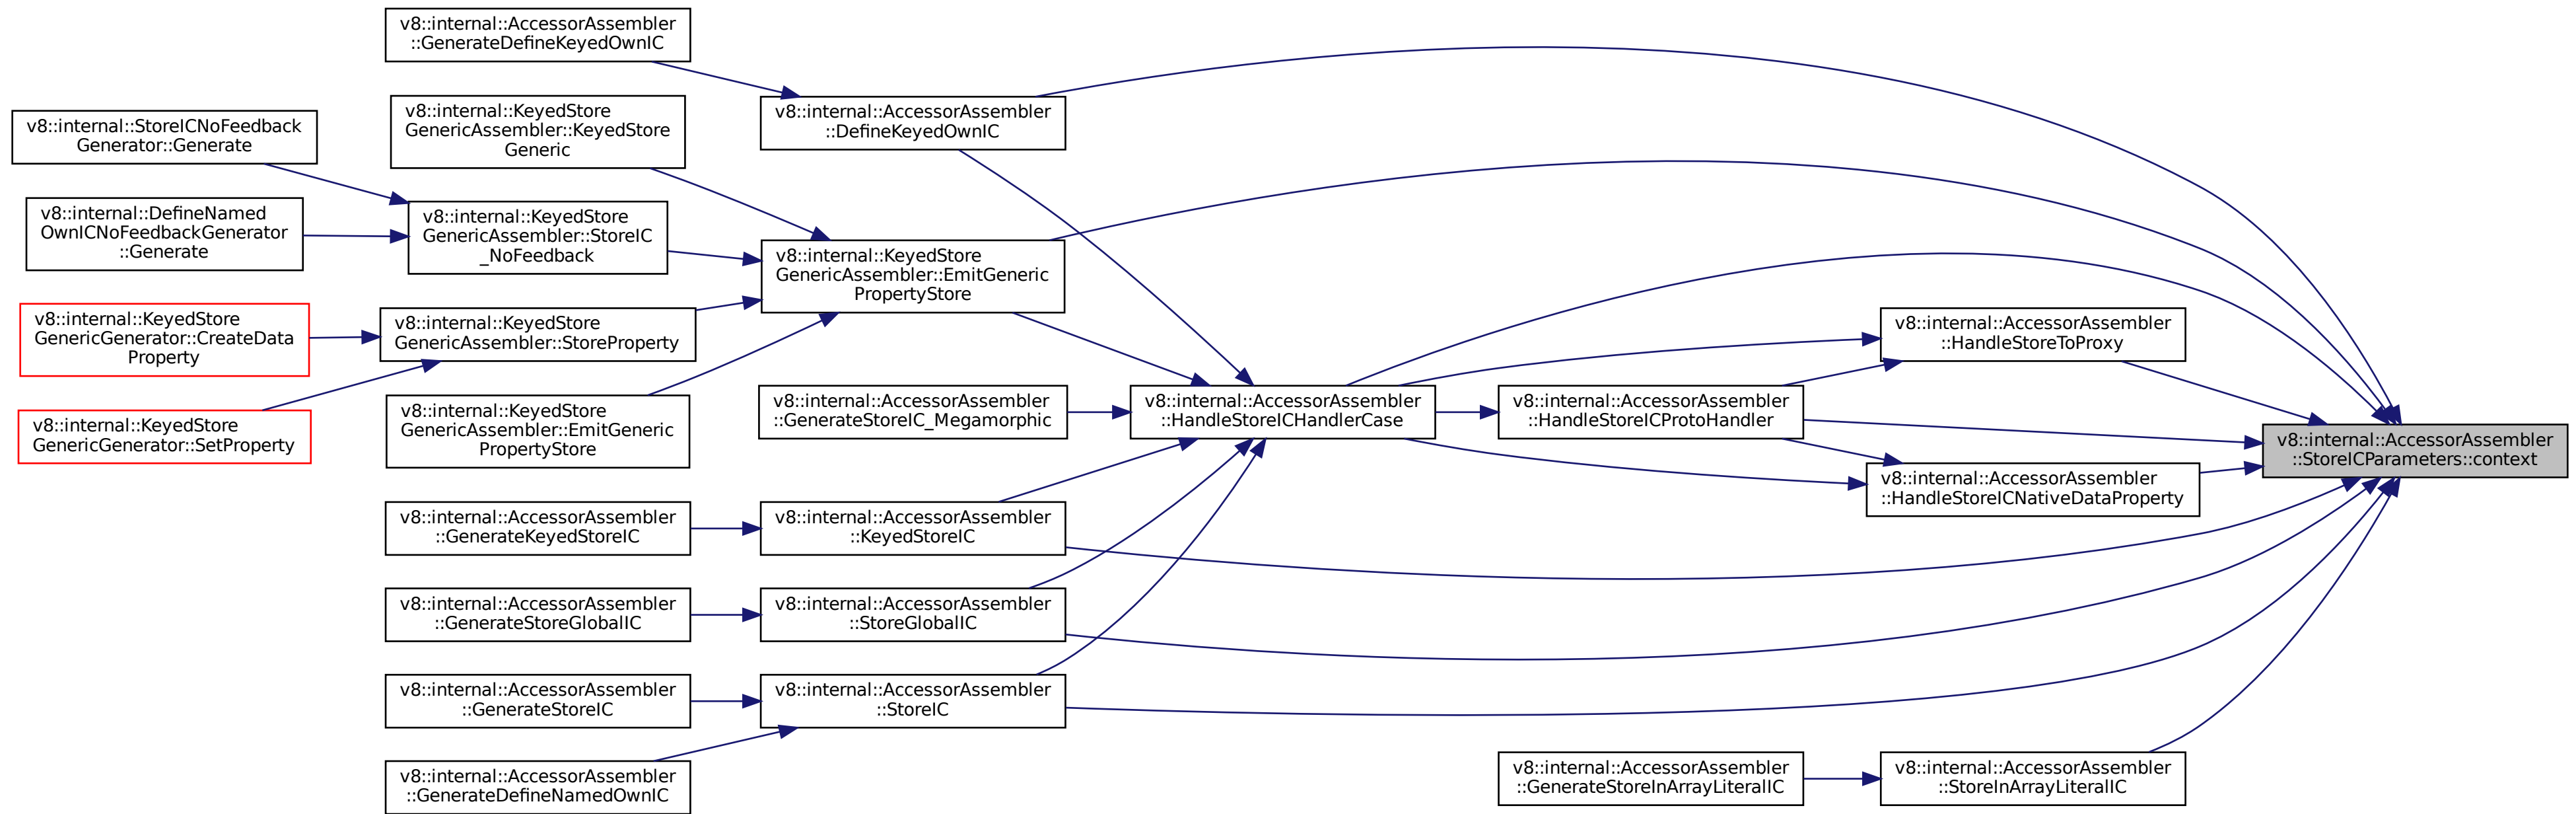 v8::internal::AccessorAssembler
::GenerateDefineKeyedOwnIC
v8::internal::KeyedStore
GenericAssembler::KeyedStore
Generic
v8::internal::StoreICNoFeedback
Generator::Generate
v8::internal::DefineNamed
OwnICNoFeedbackGenerator
::Generate
v8::internal::KeyedStore
GenericAssembler::StoreIC
_NoFeedback
v8::internal::KeyedStore
GenericGenerator::CreateData
Property
v8::internal::KeyedStore
GenericAssembler::StoreProperty
v8::internal::KeyedStore
GenericGenerator::SetProperty
v8::internal::KeyedStore
GenericAssembler::EmitGeneric
PropertyStore
v8::internal::AccessorAssembler
::GenerateKeyedStoreIC
v8::internal::AccessorAssembler
::GenerateStoreGlobalIC
v8::internal::AccessorAssembler
::GenerateStoreIC
v8::internal::AccessorAssembler
::GenerateDefineNamedOwnIC
v8::internal::AccessorAssembler
::DefineKeyedOwnIC
v8::internal::KeyedStore
GenericAssembler::EmitGeneric
PropertyStore
v8::internal::AccessorAssembler
::GenerateStoreIC_Megamorphic
v8::internal::AccessorAssembler
::KeyedStoreIC
v8::internal::AccessorAssembler
::StoreGlobalIC
v8::internal::AccessorAssembler
::StoreIC
v8::internal::AccessorAssembler
::HandleStoreICHandlerCase
v8::internal::AccessorAssembler
::HandleStoreICProtoHandler
v8::internal::AccessorAssembler
::GenerateStoreInArrayLiteralIC
v8::internal::AccessorAssembler
::HandleStoreToProxy
v8::internal::AccessorAssembler
::HandleStoreICNativeDataProperty
v8::internal::AccessorAssembler
::StoreInArrayLiteralIC
v8::internal::AccessorAssembler
::StoreICParameters::context